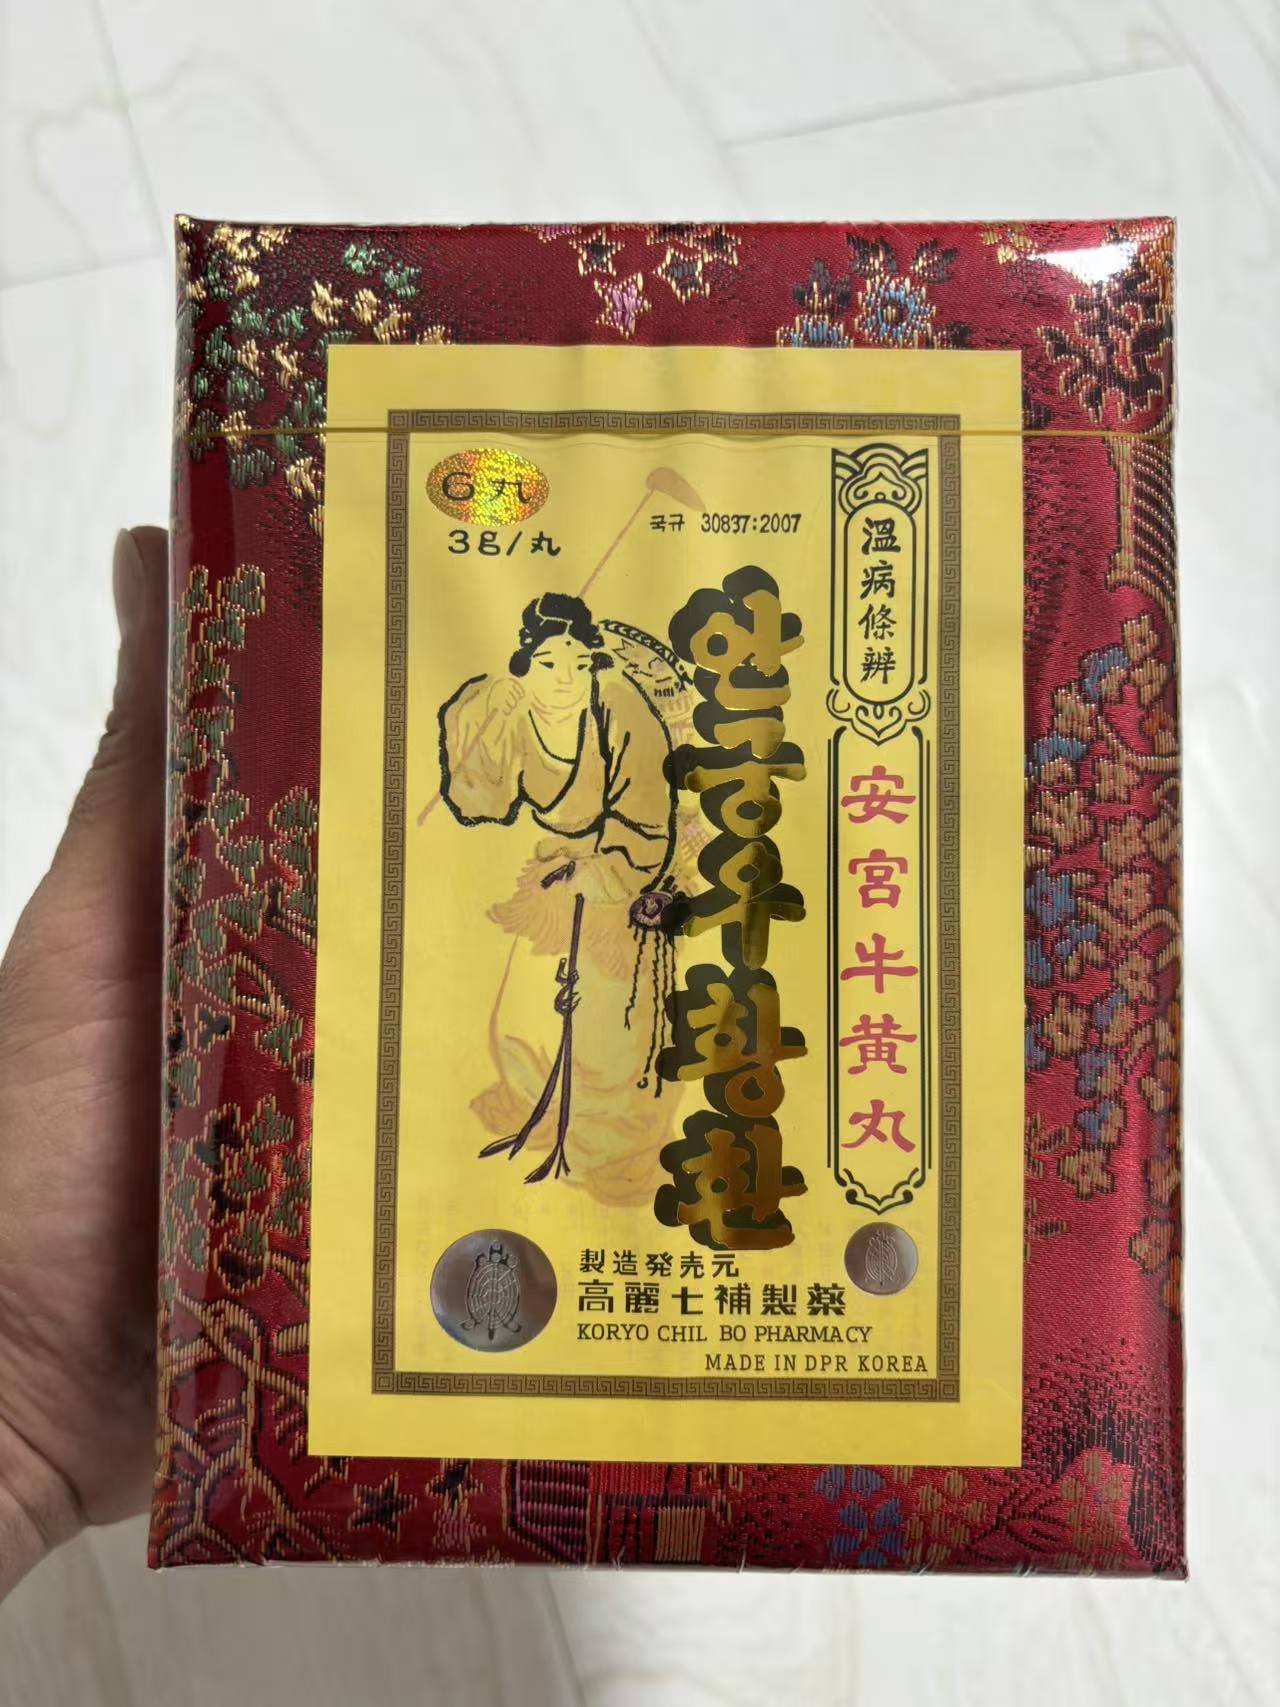 6丸
3g/丸
국규 30837:2007
溫病條辨
安宮牛黃丸
안궁우황환
製造発売元
高麗七補製薬
KORYO CHIL BO PHARMACY
MADE IN DPR KOREA